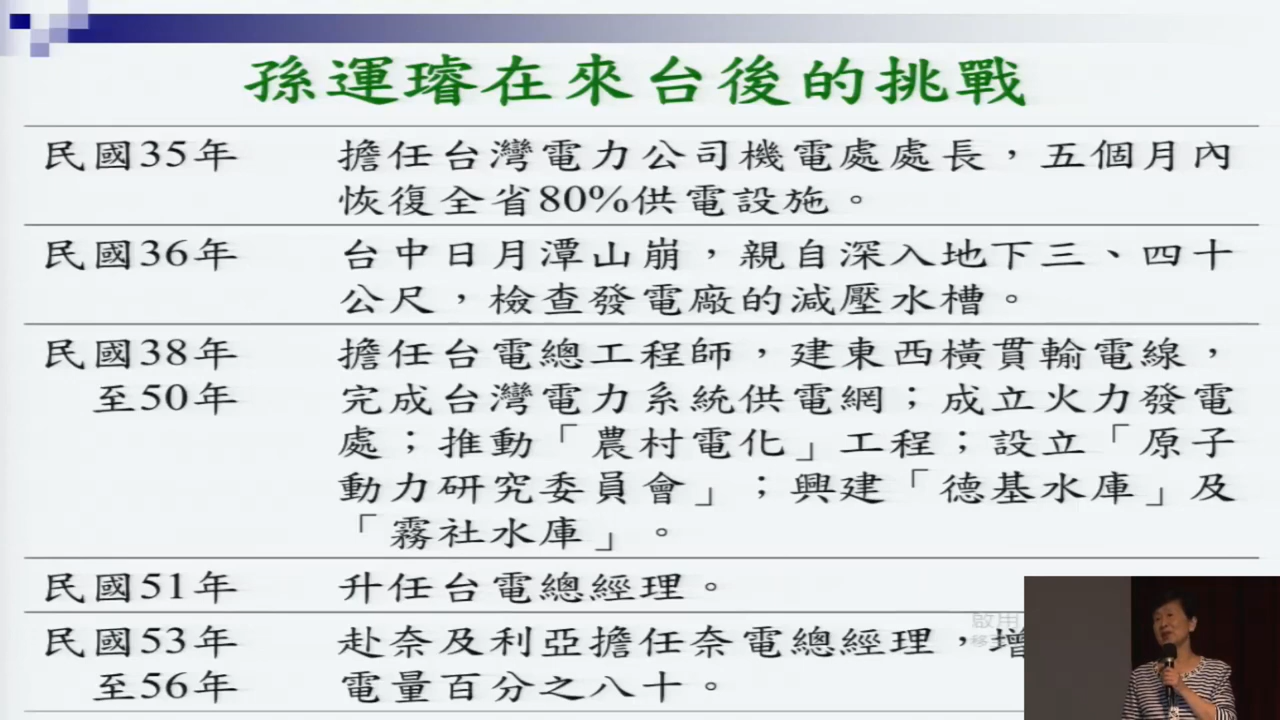 孫運璿在來台後的挑戰
民國35年 擔任台灣電力公司機電處處長，五個月內
恢復全省80%供電設施。
民國36年 台中日月潭山崩，親自深入地下三、四十
公尺，檢查發電廠的減壓水槽。
民國38年 擔任台電總工程師，建東西橫貫輸電線，
至50年 完成台灣電力系統供電網；成立火力發電
處；推動「農村電化」工程；設立「原子
動力研究委員會」；興建「德基水庫」及
「霧社水庫」。
民國51年 升任台電總經理。
民國53年 赴奈及利亞擔任奈電總經理，增
至56年 電量百分之八十。
啟用